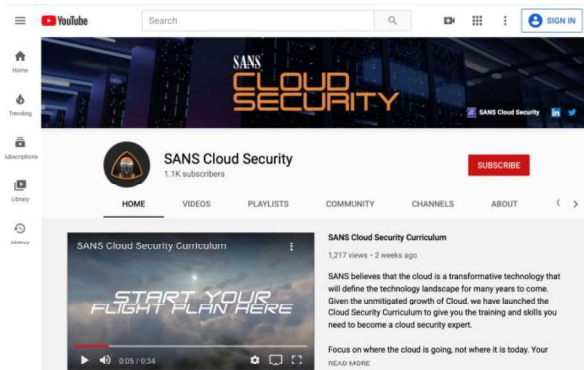 YouTube
Search
SIGN IN
Home
Trending
ubscriptions
Library
History
SANS
CLOUD
SECURITY
SANS Cloud Security
in
SANS Cloud Security
1.1K subscribers
SUBSCRIBE
HOME VIDEOS PLAYLISTS COMMUNITY CHANNELS ABOUT
SANS Cloud Security Curriculum
START YOUR
FLIGHT PLAN HERE
0:05 / 0:34
SANS Cloud Security Curriculum
1,217 views • 2 weeks ago
SANS believes that the cloud is a transformative technology that
will define the technology landscape for many years to come.
Given the unmitigated growth of Cloud. we have launched the
Cloud Security Curriculum to give you the training and skills you
need to become a cloud security expert.
Focus on where the cloud is going, not where it is today. Your
READ MORE